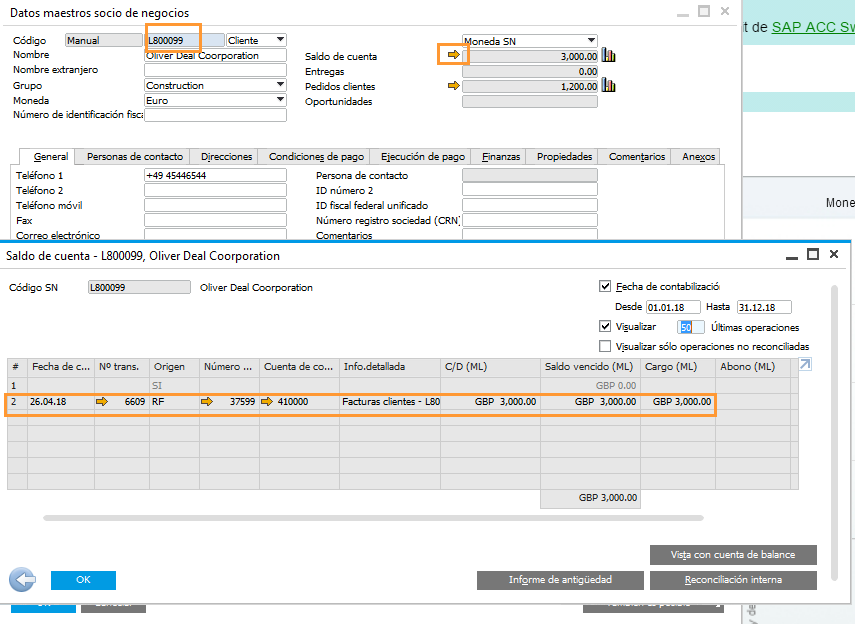 Datos maestros socio de negocios
it de SAP ACC Sw
Código Manual L800099 Cliente Moneda SN
Nombre Oliver Deal Coorporation Saldo de cuenta 3,000.00
Nombre extranjero Entregas 0.00
Grupo Construction Pedidos clientes 1,200.00
Moneda Euro Oportunidades
Número de identificación fisca
General Personas de contacto Direcciones Condiciones de pago Ejecución de pago Finanzas Propiedades Comentarios Anexos
Teléfono 1 +49 45446544 Persona de contacto
Teléfono 2 ID número 2
Teléfono móvil ID fiscal federal unificado
Mone
Fax Número registro sociedad (CRN)
Correo electrónico Comentarios
Saldo de cuenta - L800099, Oliver Deal Coorporation
Código SN L800099 Oliver Deal Coorporation
Fecha de contabilizació
Desde 01.01.18 Hasta 31.12.18
Visualizar 50 Últimas operaciones
Visualizar sólo operaciones no reconciliadas
# Fecha de c... Nº trans. Origen Número ... Cuenta de co... Info.detallada C/D (ML) Saldo vencido (ML) Cargo (ML) Abono (ML)
1 SI GBP 0.00
2 26.04.18 6609 RF 37599 410000 Facturas clientes - L80 GBP 3,000.00 GBP 3,000.00 GBP 3,000.00
GBP 3,000.00
Vista con cuenta de balance
OK Informe de antigüedad Reconciliación interna